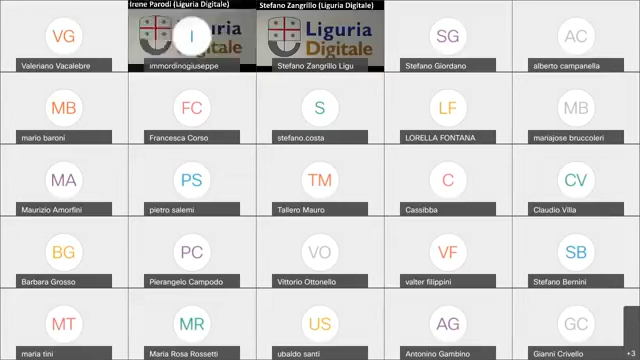 Irene Parodi (Liguria Digitale)
Stefano Zangrillo (Liguria Digitale)
VG
I
Liguria
Digitale
Liguria
Digitale
SG
AC
Valeriano Vacalebre
immordinogiuseppe
Stefano Zangrillo Ligu
Stefano Giordano
alberto campanella
MB
FC
S
LF
MB
mario baroni
Francesca Corso
stefano.costa
LORELLA FONTANA
mariajose bruccoleri
MA
PS
TM
C
CV
Maurizio Amorfini
pietro salemi
Tallero Mauro
Cassibba
Claudio Villa
BG
PC
VO
VF
SB
Barbara Grosso
Pierangelo Campodo
Vittorio Ottonello
valter filippini
Stefano Bernini
MT
MR
US
AG
GC
maria tini
Maria Rosa Rossetti
ubaldo santi
Antonino Gambino
Gianni Crivello
+3